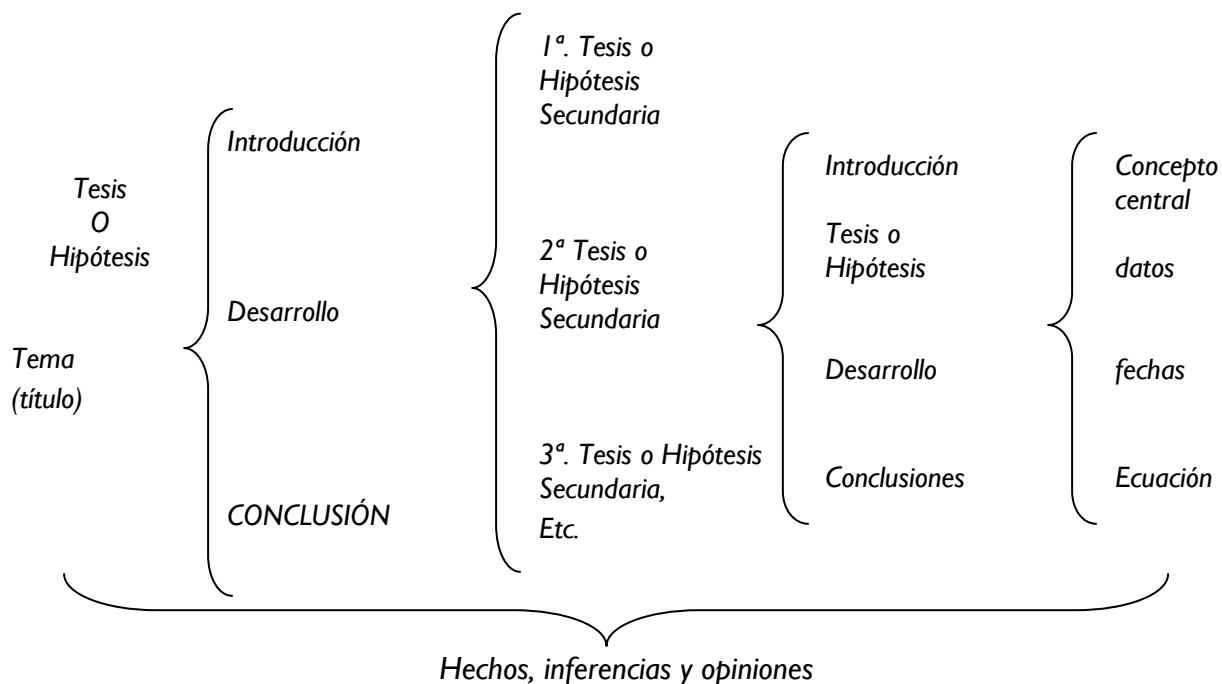 Tesis
O
Hipótesis
Tema
(título)
Introducción
Desarrollo
CONCLUSIÓN
1ª. Tesis o
Hipótesis
Secundaria
2ª Tesis o
Hipótesis
Secundaria
3ª. Tesis o Hipótesis
Secundaria,
Etc.
Introducción
Tesis o
Hipótesis
Desarrollo
Conclusiones
Concepto
central
datos
fechas
Ecuación
Hechos, inferencias y opiniones